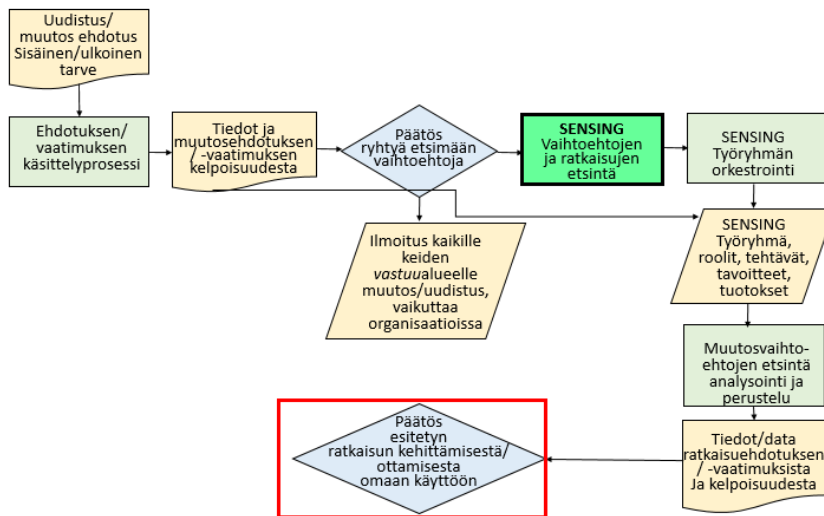 Uudistus/
muutos ehdotus
Sisäinen/ulkoinen
tarve
Ehdotuksen/
vaatimuksen
käsittelyprosessi
Tiedot ja
muutosehdotuksen
/ -vaatimuksen
kelpoisuudesta
Päätös
ryhtyä etsimään
vaihtoehtoja
SENSING
Vaihtoehtojen
ja ratkaisujen
etsintä
SENSING
Työryhmän
orkestrointi
Ilmoitus kaikille
keiden
vastuualueelle
muutos/uudistus,
vaikuttaa
organisaatioissa
SENSING
Työryhmä,
roolit, tehtävät,
tavoitteet,
tuotokset
Muutosvaihto-
ehtojen etsintä
analysointi ja
perustelu
Tiedot/data
ratkaisuehdotuksen
/ -vaatimuksista
Ja kelpoisuudesta
Päätös
esitetyn
ratkaisun kehittämisestä/
ottamisesta
omaan käyttöön